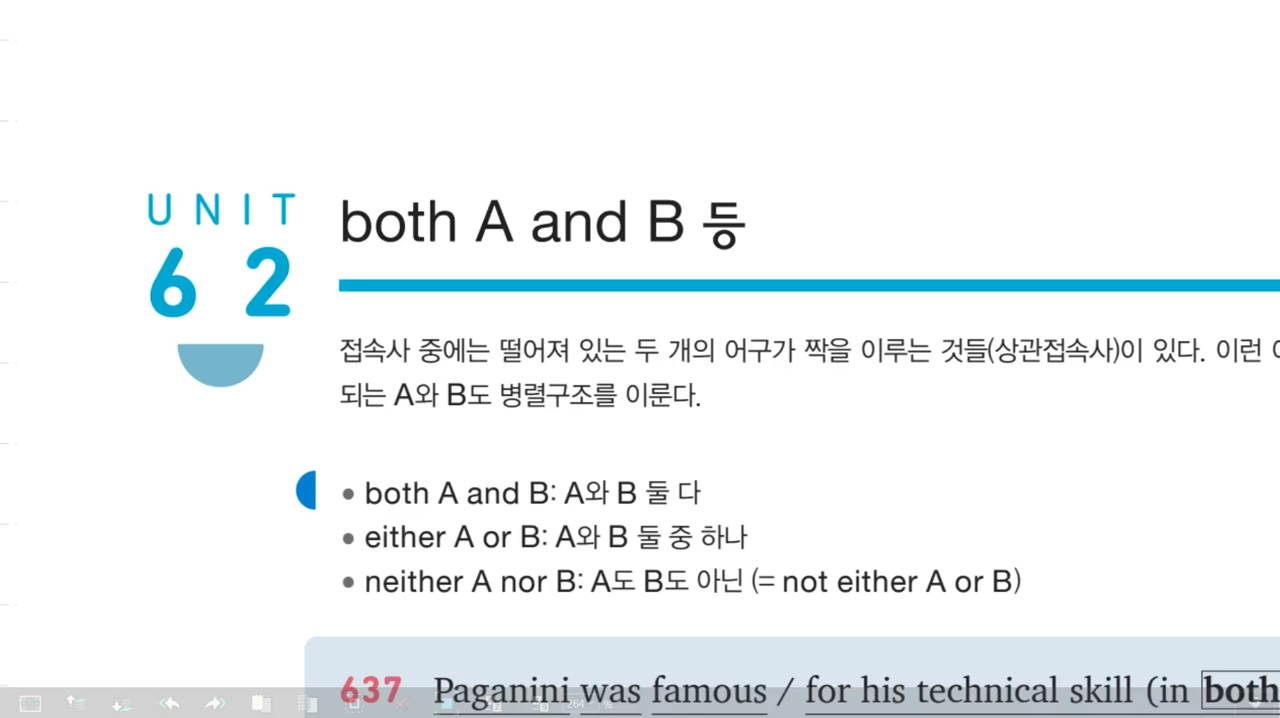 UNIT
62
both A and B 등
접속사 중에는 떨어져 있는 두 개의 어구가 짝을 이루는 것들(상관접속사)이 있다. 이런
되는 A와 B도 병렬구조를 이룬다.
• both A and B: A와 B 둘 다
• either A or B: A와 B 둘 중 하나
• neither A nor B: A도 B도 아닌 (= not either A or B)
637 Paganini was famous / for his technical skill (in both
264 %